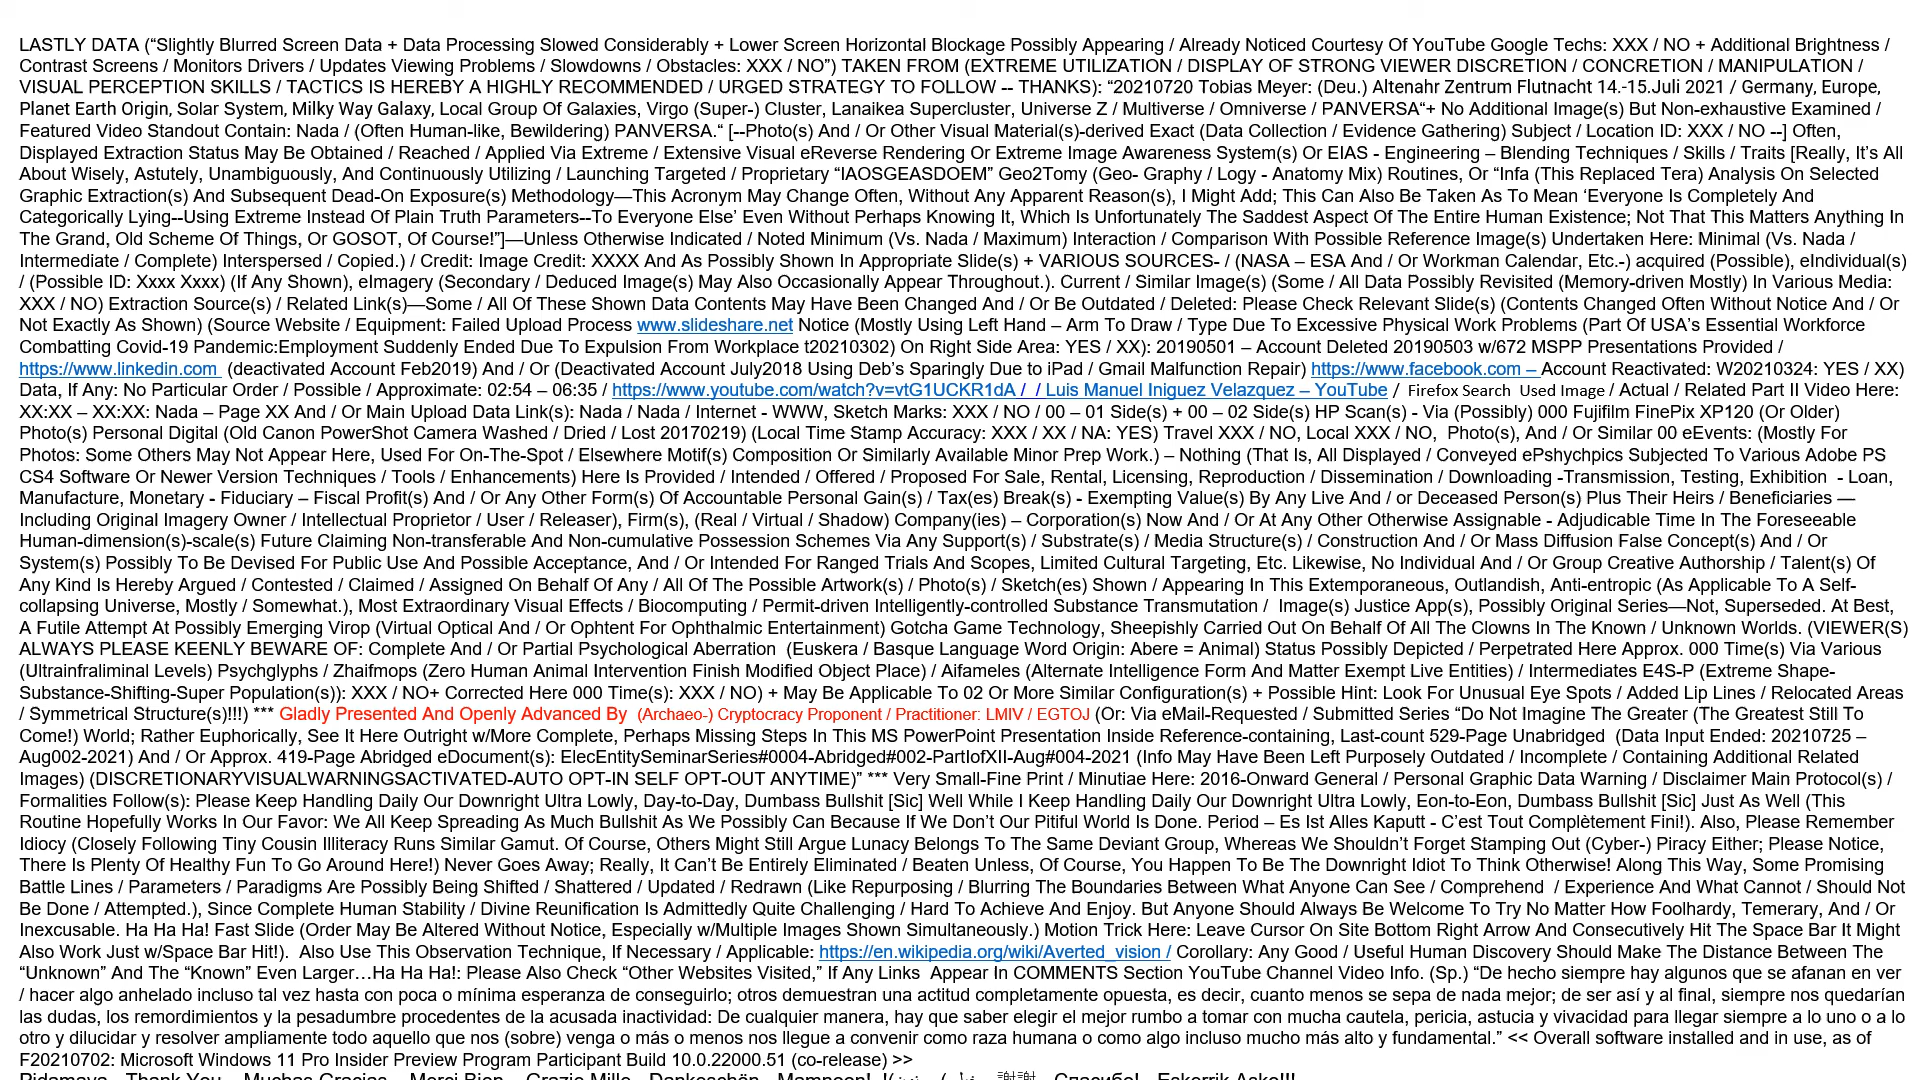 LASTLY DATA (“Slightly Blurred Screen Data + Data Processing Slowed Considerably + Lower Screen Horizontal Blockage Possibly Appearing / Already Noticed Courtesy Of YouTube Google Techs: XXX / NO + Additional Brightness /
Contrast Screens / Monitors Drivers / Updates Viewing Problems / Slowdowns / Obstacles: XXX / NO”) TAKEN FROM (EXTREME UTILIZATION / DISPLAY OF STRONG VIEWER DISCRETION / CONCRETION / MANIPULATION /
VISUAL PERCEPTION SKILLS / TACTICS IS HEREBY A HIGHLY RECOMMENDED / URGED STRATEGY TO FOLLOW -- THANKS): “20210720 Tobias Meyer: (Deu.) Altenahr Zentrum Flutnacht 14.-15.Juli 2021 / Germany, Europe,
Planet Earth Origin, Solar System, Milky Way Galaxy, Local Group Of Galaxies, Virgo (Super-) Cluster, Lanaikea Supercluster, Universe Z / Multiverse / Omniverse / PANVERSA“+ No Additional Image(s) But Non-exhaustive Examined /
Featured Video Standout Contain: Nada / (Often Human-like, Bewildering) PANVERSA.“ [--Photo(s) And / Or Other Visual Material(s)-derived Exact (Data Collection / Evidence Gathering) Subject / Location ID: XXX / NO --] Often,
Displayed Extraction Status May Be Obtained / Reached / Applied Via Extreme / Extensive Visual eReverse Rendering Or Extreme Image Awareness System(s) Or EIAS - Engineering – Blending Techniques / Skills / Traits [Really, It’s All
About Wisely, Astutely, Unambiguously, And Continuously Utilizing / Launching Targeted / Proprietary “IAOSGEASDOEM” Geo2Tomy (Geo- Graphy / Logy - Anatomy Mix) Routines, Or “Infa (This Replaced Tera) Analysis On Selected
Graphic Extraction(s) And Subsequent Dead-On Exposure(s) Methodology—This Acronym May Change Often, Without Any Apparent Reason(s), I Might Add; This Can Also Be Taken As To Mean ‘Everyone Is Completely And
Categorically Lying--Using Extreme Instead Of Plain Truth Parameters--To Everyone Else’ Even Without Perhaps Knowing It, Which Is Unfortunately The Saddest Aspect Of The Entire Human Existence; Not That This Matters Anything In
The Grand, Old Scheme Of Things, Or GOSOT, Of Course!”]—Unless Otherwise Indicated / Noted Minimum (Vs. Nada / Maximum) Interaction / Comparison With Possible Reference Image(s) Undertaken Here: Minimal (Vs. Nada /
Intermediate / Complete) Interspersed / Copied.) / Credit: Image Credit: XXXX And As Possibly Shown In Appropriate Slide(s) + VARIOUS SOURCES- / (NASA – ESA And / Or Workman Calendar, Etc.-) acquired (Possible), eIndividual(s)
/ (Possible ID: Xxxx Xxxx) (If Any Shown), eImagery (Secondary / Deduced Image(s) May Also Occasionally Appear Throughout.). Current / Similar Image(s) (Some / All Data Possibly Revisited (Memory-driven Mostly) In Various Media:
XXX / NO) Extraction Source(s) / Related Link(s)—Some / All Of These Shown Data Contents May Have Been Changed And / Or Be Outdated / Deleted: Please Check Relevant Slide(s) (Contents Changed Often Without Notice And / Or
Not Exactly As Shown) (Source Website / Equipment: Failed Upload Process www.slideshare.net Notice (Mostly Using Left Hand – Arm To Draw / Type Due To Excessive Physical Work Problems (Part Of USA’s Essential Workforce
Combatting Covid-19 Pandemic:Employment Suddenly Ended Due To Expulsion From Workplace t20210302) On Right Side Area: YES / XX): 20190501 – Account Deleted 20190503 w/672 MSPP Presentations Provided /
https://www.linkedin.com (deactivated Account Feb2019) And / Or (Deactivated Account July2018 Using Deb’s Sparingly Due to iPad / Gmail Malfunction Repair) https://www.facebook.com – Account Reactivated: W20210324: YES / XX)
Data, If Any: No Particular Order / Possible / Approximate: 02:54 – 06:35 / https://www.youtube.com/watch?v=vtG1UCKR1dA / / Luis Manuel Iniguez Velazquez – YouTube / Firefox Search Used Image / Actual / Related Part II Video Here:
XX:XX – XX:XX: Nada – Page XX And / Or Main Upload Data Link(s): Nada / Nada / Internet - WWW, Sketch Marks: XXX / NO / 00 – 01 Side(s) + 00 – 02 Side(s) HP Scan(s) - Via (Possibly) 000 Fujifilm FinePix XP120 (Or Older)
Photo(s) Personal Digital (Old Canon PowerShot Camera Washed / Dried / Lost 20170219) (Local Time Stamp Accuracy: XXX / XX / NA: YES) Travel XXX / NO, Local XXX / NO, Photo(s), And / Or Similar 00 eEvents: (Mostly For
Photos: Some Others May Not Appear Here, Used For On-The-Spot / Elsewhere Motif(s) Composition Or Similarly Available Minor Prep Work.) – Nothing (That Is, All Displayed / Conveyed ePshychpics Subjected To Various Adobe PS
CS4 Software Or Newer Version Techniques / Tools / Enhancements) Here Is Provided / Intended / Offered / Proposed For Sale, Rental, Licensing, Reproduction / Dissemination / Downloading -Transmission, Testing, Exhibition - Loan,
Manufacture, Monetary - Fiduciary – Fiscal Profit(s) And / Or Any Other Form(s) Of Accountable Personal Gain(s) / Tax(es) Break(s) - Exempting Value(s) By Any Live And / or Deceased Person(s) Plus Their Heirs / Beneficiaries —
Including Original Imagery Owner / Intellectual Proprietor / User / Releaser), Firm(s), (Real / Virtual / Shadow) Company(ies) – Corporation(s) Now And / Or At Any Other Otherwise Assignable - Adjudicable Time In The Foreseeable
Human-dimension(s)-scale(s) Future Claiming Non-transferable And Non-cumulative Possession Schemes Via Any Support(s) / Substrate(s) / Media Structure(s) / Construction And / Or Mass Diffusion False Concept(s) And / Or
System(s) Possibly To Be Devised For Public Use And Possible Acceptance, And / Or Intended For Ranged Trials And Scopes, Limited Cultural Targeting, Etc. Likewise, No Individual And / Or Group Creative Authorship / Talent(s) Of
Any Kind Is Hereby Argued / Contested / Claimed / Assigned On Behalf Of Any / All Of The Possible Artwork(s) / Photo(s) / Sketch(es) Shown / Appearing In This Extemporaneous, Outlandish, Anti-entropic (As Applicable To A Self-
collapsing Universe, Mostly / Somewhat.), Most Extraordinary Visual Effects / Biocomputing / Permit-driven Intelligently-controlled Substance Transmutation / Image(s) Justice App(s), Possibly Original Series—Not, Superseded. At Best,
A Futile Attempt At Possibly Emerging Virop (Virtual Optical And / Or Ophtent For Ophthalmic Entertainment) Gotcha Game Technology, Sheepishly Carried Out On Behalf Of All The Clowns In The Known / Unknown Worlds. (VIEWER(S)
ALWAYS PLEASE KEENLY BEWARE OF: Complete And / Or Partial Psychological Aberration (Euskera / Basque Language Word Origin: Abere = Animal) Status Possibly Depicted / Perpetrated Here Approx. 000 Time(s) Via Various
(Ultrainfraliminal Levels) Psychglyphs / Zhaifmops (Zero Human Animal Intervention Finish Modified Object Place) / Aifameles (Alternate Intelligence Form And Matter Exempt Live Entities) / Intermediates E4S-P (Extreme Shape-
Substance-Shifting-Super Population(s)): XXX / NO+ Corrected Here 000 Time(s): XXX / NO) + May Be Applicable To 02 Or More Similar Configuration(s) + Possible Hint: Look For Unusual Eye Spots / Added Lip Lines / Relocated Areas
/ Symmetrical Structure(s)!!!) *** Gladly Presented And Openly Advanced By (Archaeo-) Cryptocracy Proponent / Practitioner: LMIV / EGTOJ (Or: Via eMail-Requested / Submitted Series “Do Not Imagine The Greater (The Greatest Still To
Come!) World; Rather Euphorically, See It Here Outright w/More Complete, Perhaps Missing Steps In This MS PowerPoint Presentation Inside Reference-containing, Last-count 529-Page Unabridged (Data Input Ended: 20210725 –
Aug002-2021) And / Or Approx. 419-Page Abridged eDocument(s): ElecEntitySeminarSeries#0004-Abridged#002-PartIofXII-Aug#004-2021 (Info May Have Been Left Purposely Outdated / Incomplete / Containing Additional Related
Images) (DISCRETIONARYVISUALWARNINGSACTIVATED-AUTO OPT-IN SELF OPT-OUT ANYTIME)” *** Very Small-Fine Print / Minutiae Here: 2016-Onward General / Personal Graphic Data Warning / Disclaimer Main Protocol(s) /
Formalities Follow(s): Please Keep Handling Daily Our Downright Ultra Lowly, Day-to-Day, Dumbass Bullshit [Sic] Well While I Keep Handling Daily Our Downright Ultra Lowly, Eon-to-Eon, Dumbass Bullshit [Sic] Just As Well (This
Routine Hopefully Works In Our Favor: We All Keep Spreading As Much Bullshit As We Possibly Can Because If We Don’t Our Pitiful World Is Done. Period – Es Ist Alles Kaputt - C’est Tout Complètement Fini!). Also, Please Remember
Idiocy (Closely Following Tiny Cousin Illiteracy Runs Similar Gamut. Of Course, Others Might Still Argue Lunacy Belongs To The Same Deviant Group, Whereas We Shouldn’t Forget Stamping Out (Cyber-) Piracy Either; Please Notice,
There Is Plenty Of Healthy Fun To Go Around Here!) Never Goes Away; Really, It Can’t Be Entirely Eliminated / Beaten Unless, Of Course, You Happen To Be The Downright Idiot To Think Otherwise! Along This Way, Some Promising
Battle Lines / Parameters / Paradigms Are Possibly Being Shifted / Shattered / Updated / Redrawn (Like Repurposing / Blurring The Boundaries Between What Anyone Can See / Comprehend / Experience And What Cannot / Should Not
Be Done / Attempted.), Since Complete Human Stability / Divine Reunification Is Admittedly Quite Challenging / Hard To Achieve And Enjoy. But Anyone Should Always Be Welcome To Try No Matter How Foolhardy, Temerary, And / Or
Inexcusable. Ha Ha Ha! Fast Slide (Order May Be Altered Without Notice, Especially w/Multiple Images Shown Simultaneously.) Motion Trick Here: Leave Cursor On Site Bottom Right Arrow And Consecutively Hit The Space Bar It Might
Also Work Just w/Space Bar Hit!). Also Use This Observation Technique, If Necessary / Applicable: https://en.wikipedia.org/wiki/Averted_vision / Corollary: Any Good / Useful Human Discovery Should Make The Distance Between The
“Unknown” And The “Known” Even Larger…Ha Ha Ha!: Please Also Check “Other Websites Visited,” If Any Links Appear In COMMENTS Section YouTube Channel Video Info. (Sp.) “De hecho siempre hay algunos que se afanan en ver
/ hacer algo anhelado incluso tal vez hasta con poca o mínima esperanza de conseguirlo; otros demuestran una actitud completamente opuesta, es decir, cuanto menos se sepa de nada mejor; de ser así y al final, siempre nos quedarían
las dudas, los remordimientos y la pesadumbre procedentes de la acusada inactividad: De cualquier manera, hay que saber elegir el mejor rumbo a tomar con mucha cautela, pericia, astucia y vivacidad para llegar siempre a lo uno o a lo
otro y dilucidar y resolver ampliamente todo aquello que nos (sobre) venga o más o menos nos llegue a convenir como raza humana o como algo incluso mucho más alto y fundamental.” << Overall software installed and in use, as of
F20210702: Microsoft Windows 11 Pro Insider Preview Program Participant Build 10.0.22000.51 (co-release) >>
Thank You – Muchas Gracias – Merci Bien – Grazie Mille – Dankeschön – – Спасибо! – Eskerrik Asko!!!